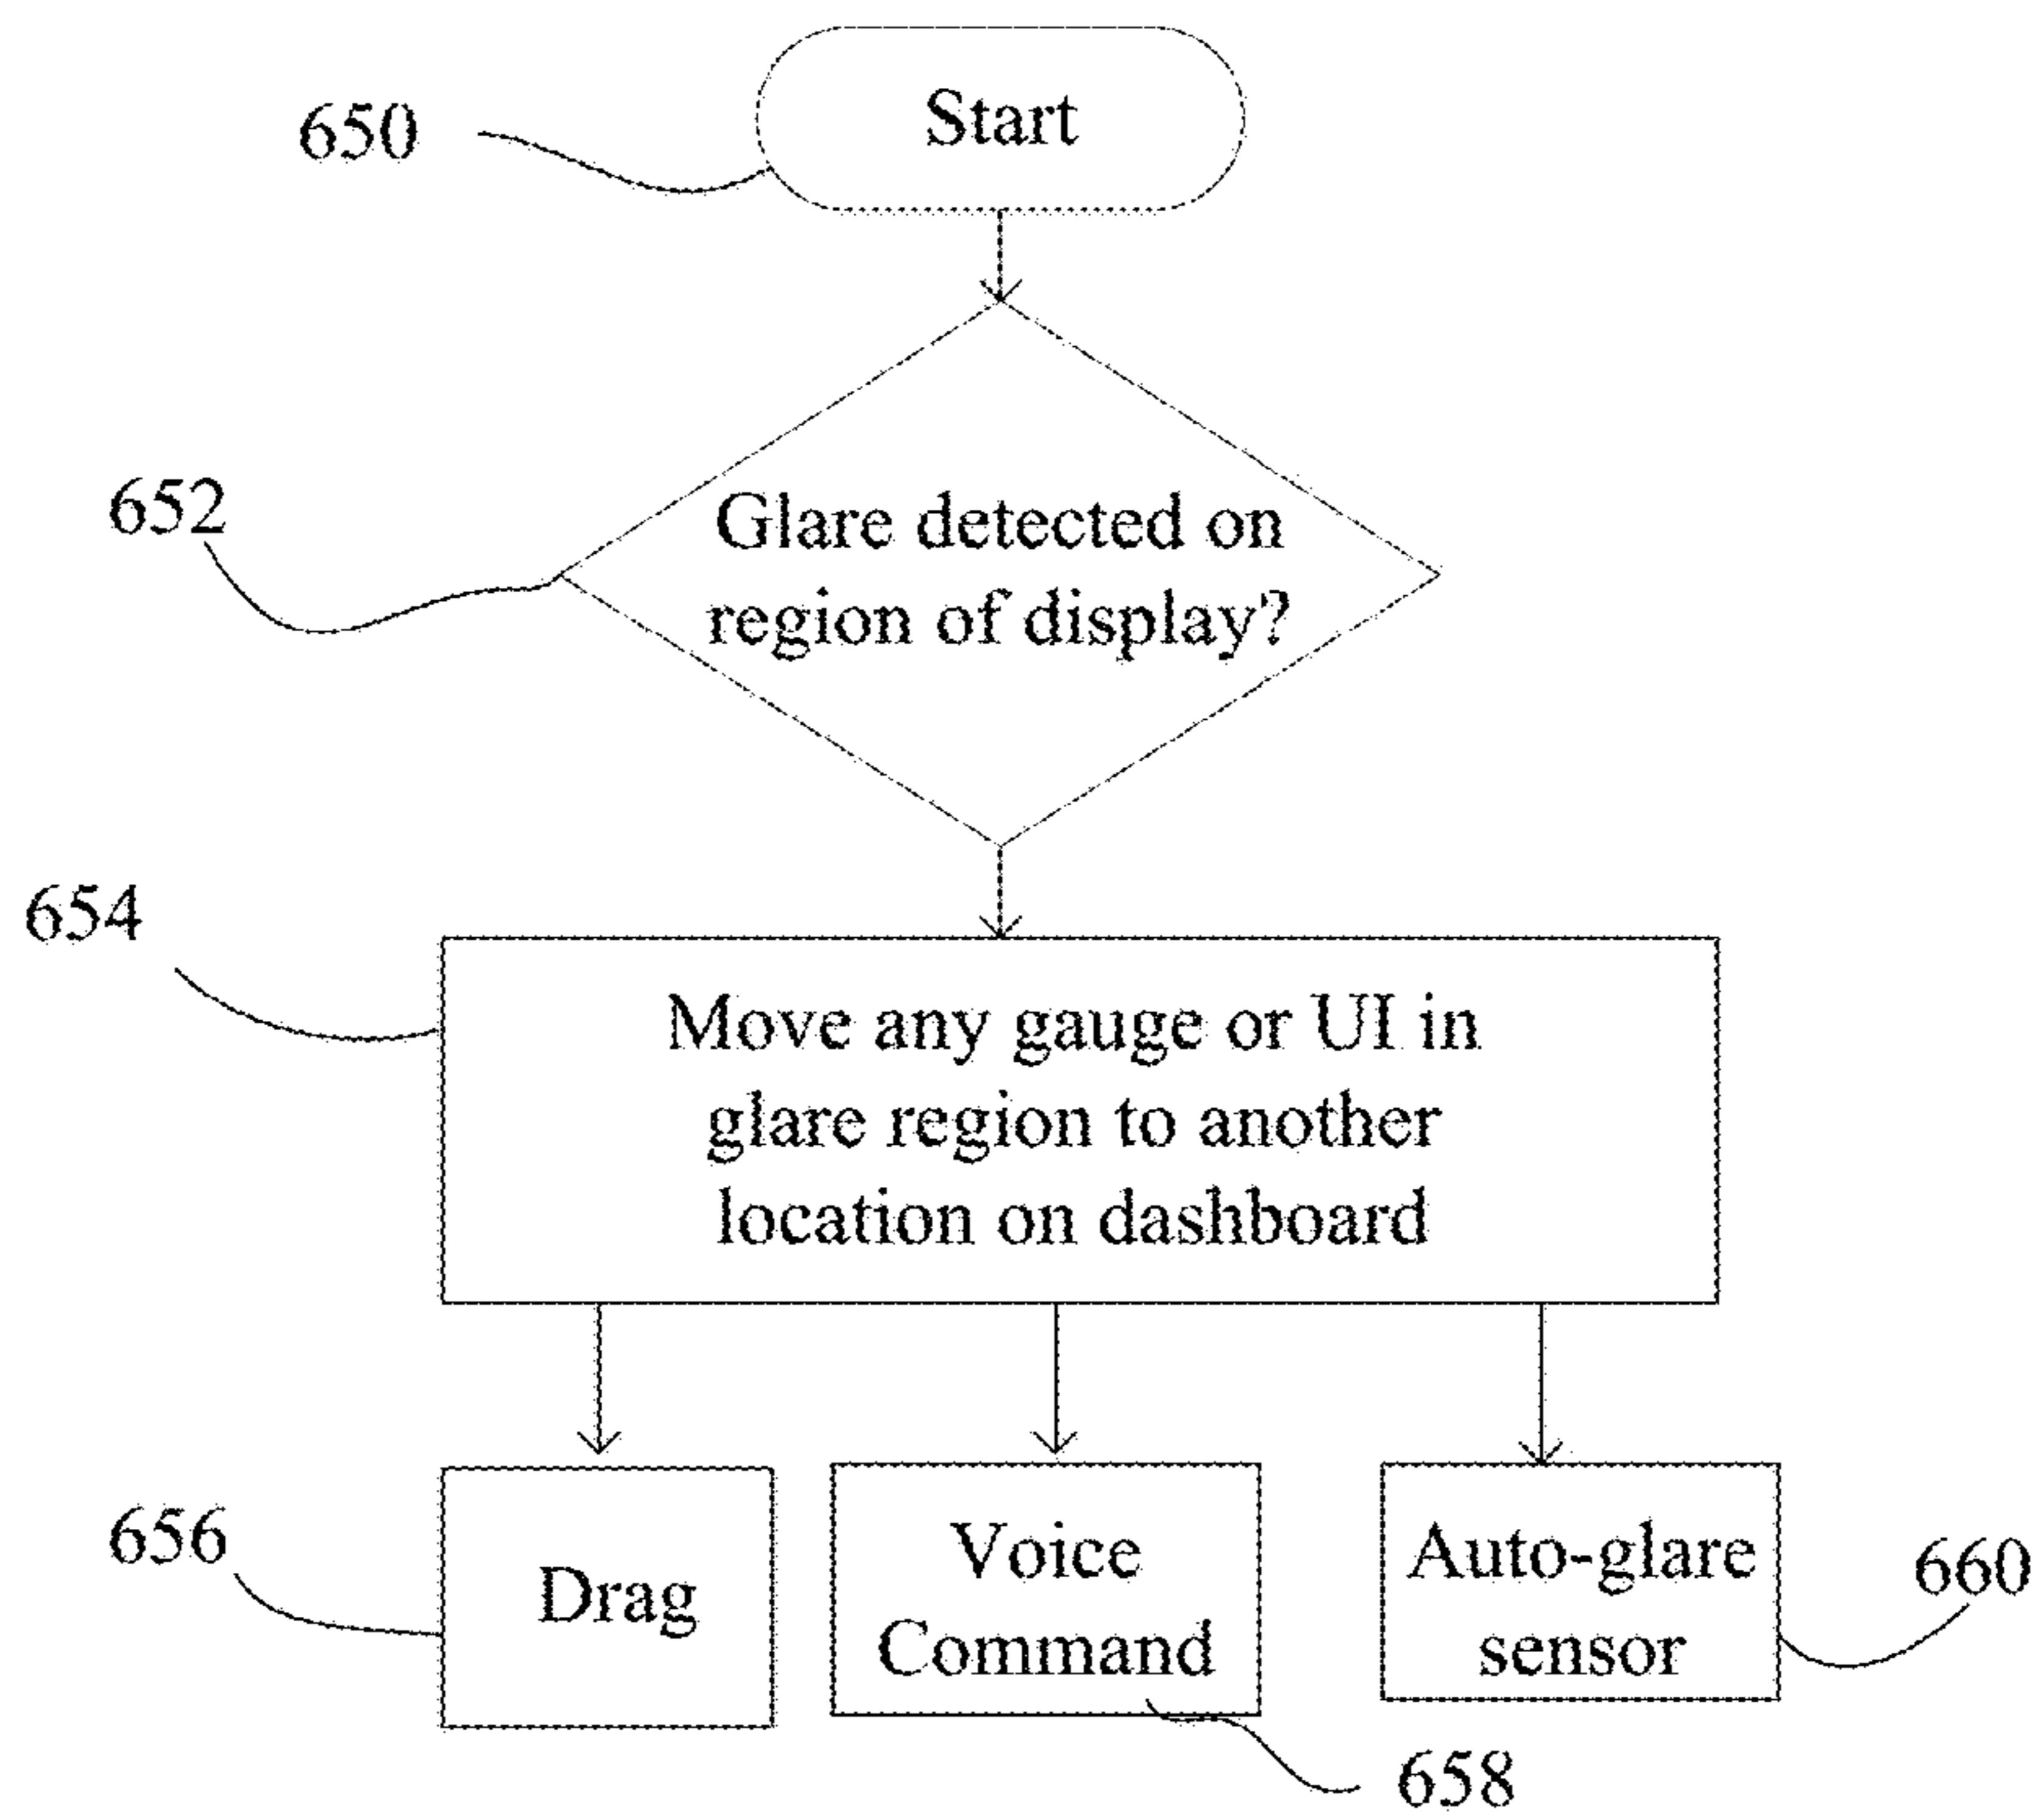 Start
650
652
Glare detected on
region of display?
654
Move any gauge or UI in
glare region to another
location on dashboard
656
Drag
Voice
Command
Auto-glare
sensor
660
658